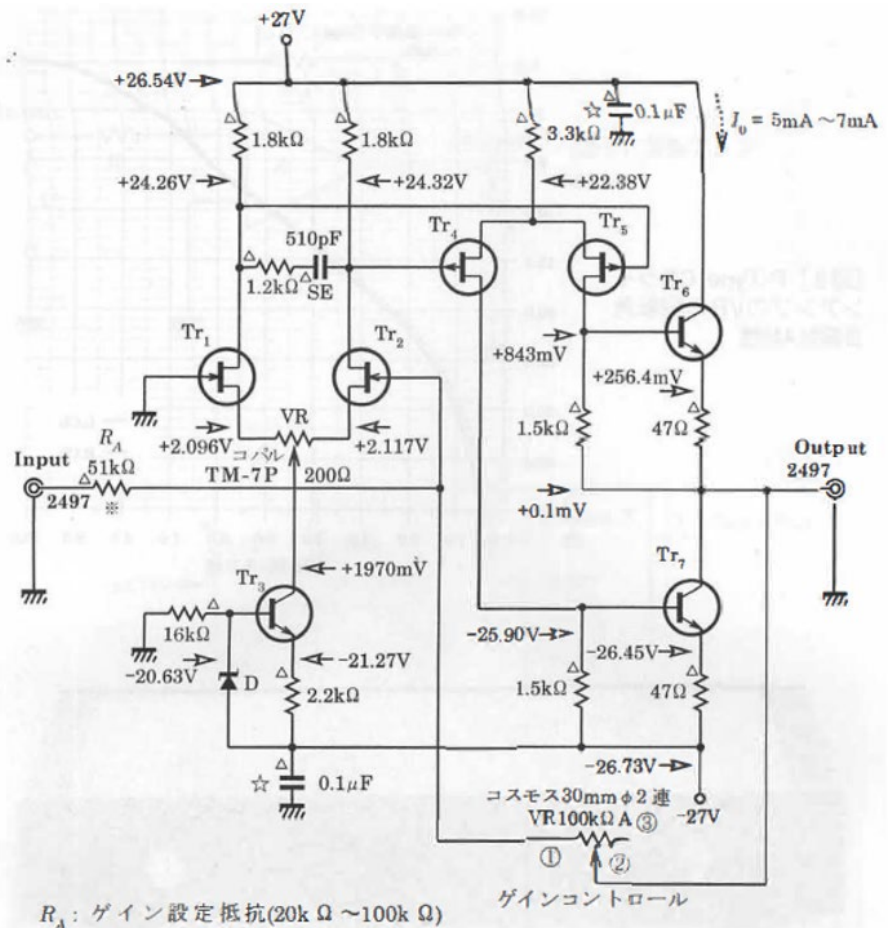 +27V
+26.54V
☆ 0.1μF
I₀ = 5mA～7mA
1.8kΩ
1.8kΩ
3.3kΩ
+24.26V
+24.32V
+22.38V
Tr₄
Tr₅
510pF
1.2kΩ
SE
Tr₆
Tr₁
Tr₂
+843mV
+256.4mV
+2.096V
VR
+2.117V
1.5kΩ
47Ω
R_A
コパル
Output
Input
51kΩ
TM-7P
200Ω
2497
2497
※
+0.1mV
Tr₇
Tr₃
+1970mV
16kΩ
-25.90V
-26.45V
-20.63V
-21.27V
D
2.2kΩ
1.5kΩ
47Ω
-26.73V
☆ 0.1μF
コスモス30mmφ2連
VR100kΩA ③
-27V
① ②
ゲインコントロール
R_A : ゲイン設定抵抗(20kΩ～100kΩ)